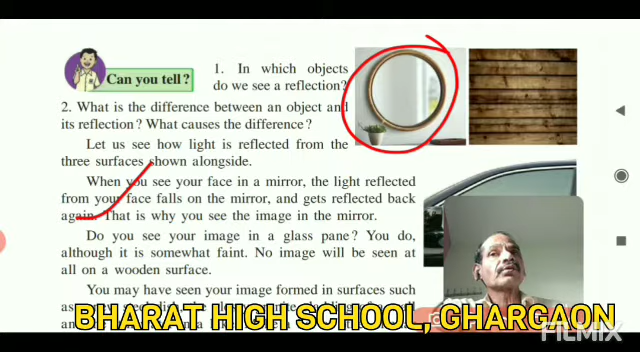 Can you tell?
1. In which objects
do we see a reflection?
2. What is the difference between an object and
its reflection? What causes the difference?
Let us see how light is reflected from the
three surfaces shown alongside.
When you see your face in a mirror, the light reflected
from your face falls on the mirror, and gets reflected back
again. That is why you see the image in the mirror.
Do you see your image in a glass pane? You do,
although it is somewhat faint. No image will be seen at
all on a wooden surface.
You may have seen your image formed in surfaces such
BHARAT HIGH SCHOOL, GHARGAON
FILMIX